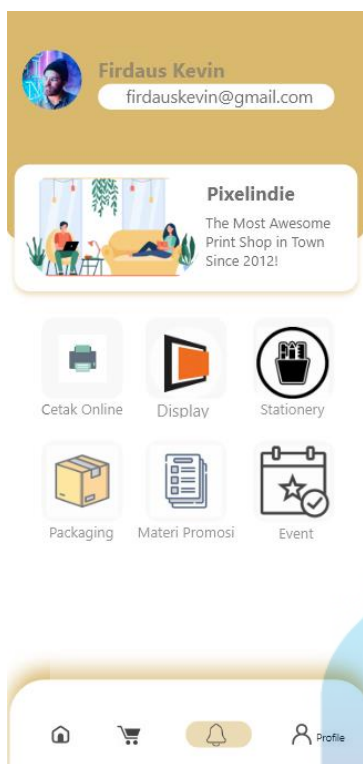 Firdaus Kevin
firdauskevin@gmail.com
Pixelindie
The Most Awesome
Print Shop in Town
Since 2012!
Cetak Online
Display
Stationery
Packaging
Materi Promosi
Event
Profile